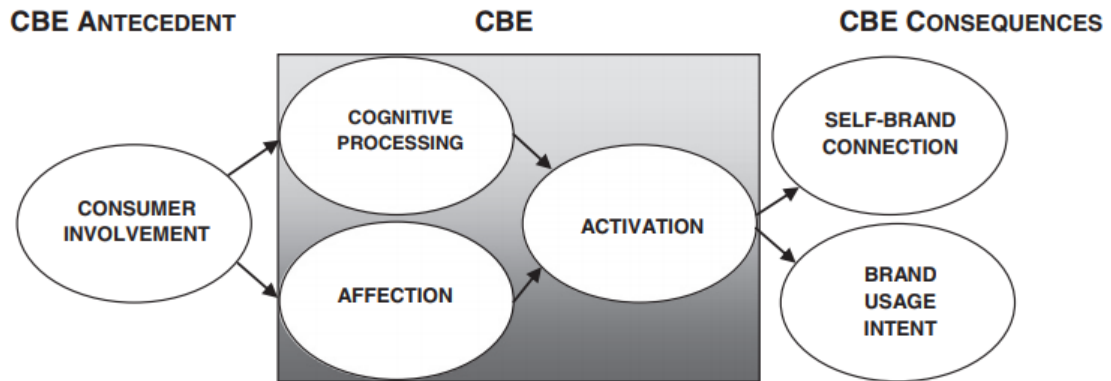 CBE ANTECEDENT
CBE
CBE CONSEQUENCES
COGNITIVE
PROCESSING
SELF-BRAND
CONNECTION
CONSUMER
INVOLVEMENT
ACTIVATION
AFFECTION
BRAND
USAGE
INTENT